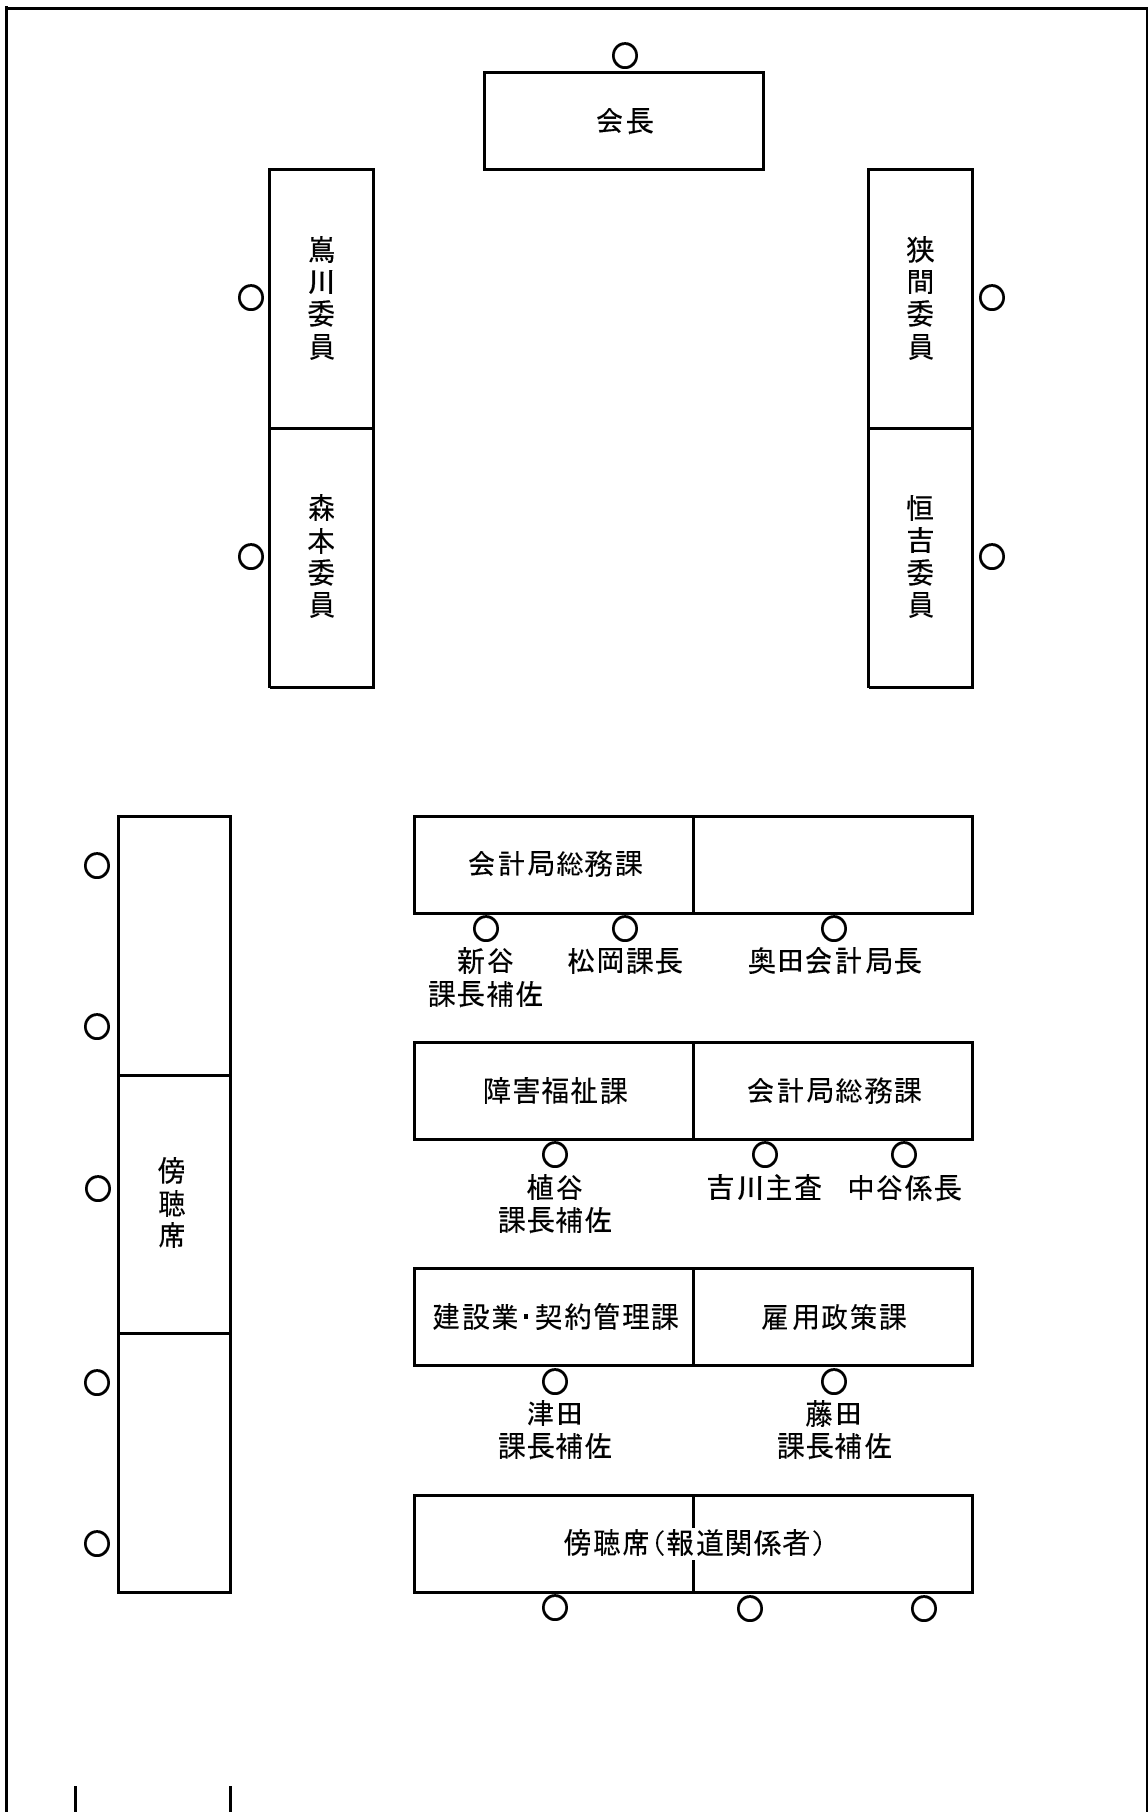 会長
嶌川委員
狭間委員
森本委員
恒吉委員
会計局総務課
新谷
課長補佐
松岡課長
奥田会計局長
障害福祉課
会計局総務課
植谷
課長補佐
吉川主査
中谷係長
傍聴席
建設業・契約管理課
雇用政策課
津田
課長補佐
藤田
課長補佐
傍聴席（報道関係者）